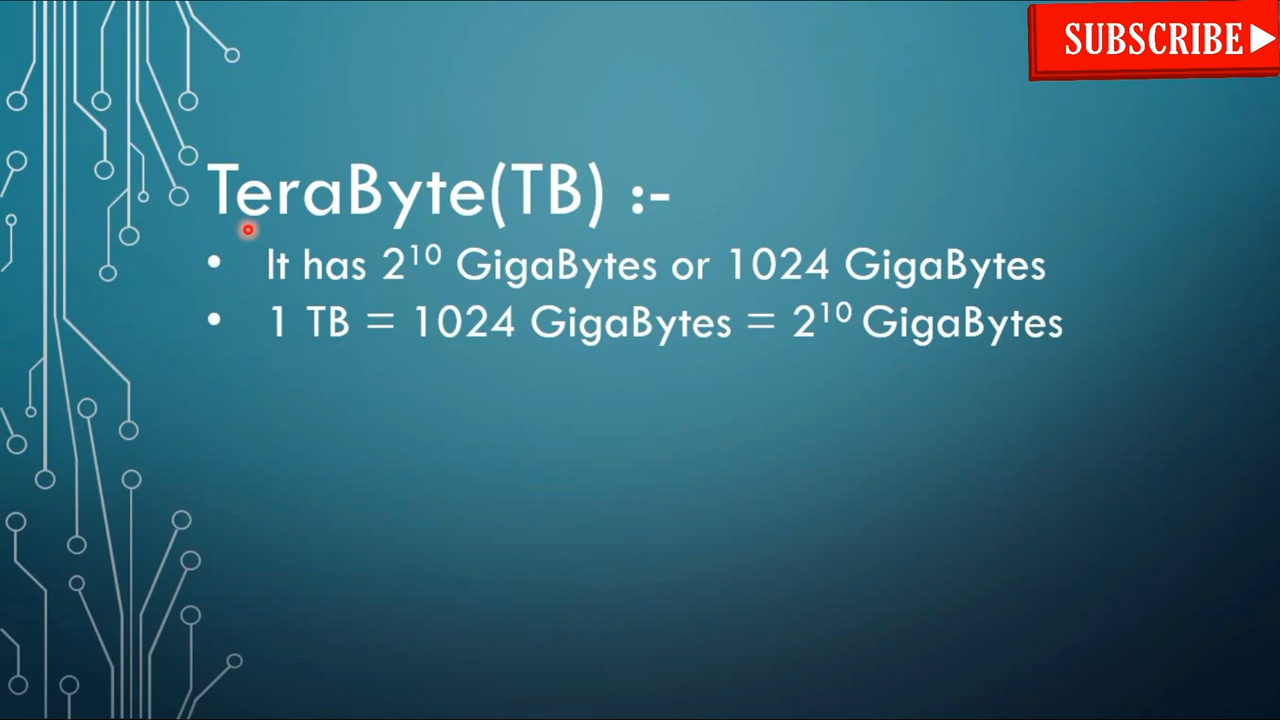 SUBSCRIBE
TeraByte(TB) :-
• It has 2¹⁰ GigaBytes or 1024 GigaBytes
• 1 TB = 1024 GigaBytes = 2¹⁰ GigaBytes